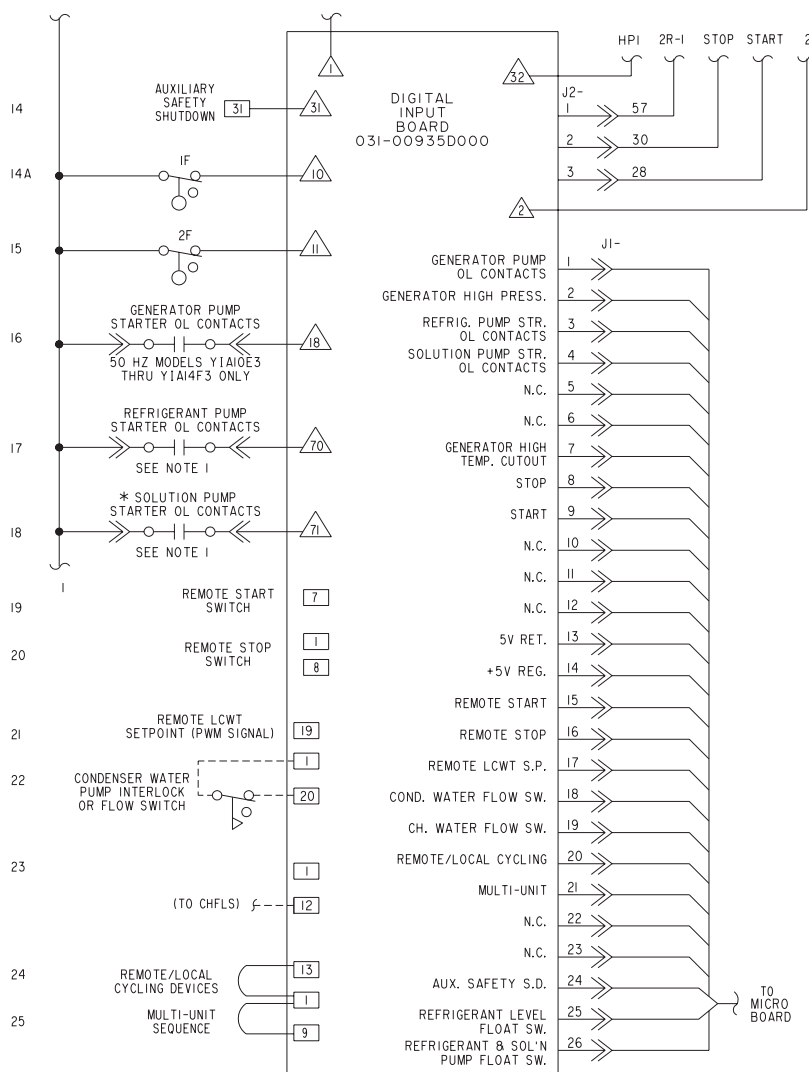 HP1 2R-1 STOP START 2
1
32
14
AUXILIARY
SAFETY
SHUTDOWN
31
31
DIGITAL
INPUT
BOARD
031-00935D000
J2-
1 57
2 30
3 28
2
14A
1F
10
15
2F
11
16
GENERATOR PUMP
STARTER OL CONTACTS
18
50 HZ MODELS YIA10E3
THRU YIA14F3 ONLY
17
REFRIGERANT PUMP
STARTER OL CONTACTS
70
SEE NOTE 1
18
* SOLUTION PUMP
STARTER OL CONTACTS
71
SEE NOTE 1
1
19
REMOTE START
SWITCH
7
20
REMOTE STOP
SWITCH
1
8
21
REMOTE LCWT
SETPOINT (PWM SIGNAL)
19
22
1
CONDENSER WATER
PUMP INTERLOCK
OR FLOW SWITCH
20
23
1
(TO CHFLS)
12
24
REMOTE/LOCAL
CYCLING DEVICES
13
1
25
MULTI-UNIT
SEQUENCE
9
J1-
GENERATOR PUMP
OL CONTACTS
1
GENERATOR HIGH PRESS. 2
REFRIG. PUMP STR.
OL CONTACTS
3
SOLUTION PUMP STR.
OL CONTACTS
4
N.C. 5
N.C. 6
GENERATOR HIGH
TEMP. CUTOUT
7
STOP 8
START 9
N.C. 10
N.C. 11
N.C. 12
5V RET. 13
+5V REG. 14
REMOTE START 15
REMOTE STOP 16
REMOTE LCWT S.P. 17
COND. WATER FLOW SW. 18
CH. WATER FLOW SW. 19
REMOTE/LOCAL CYCLING 20
MULTI-UNIT 21
N.C. 22
N.C. 23
AUX. SAFETY S.D. 24
REFRIGERANT LEVEL
FLOAT SW.
25
REFRIGERANT & SOL'N
PUMP FLOAT SW.
26
TO
MICRO
BOARD